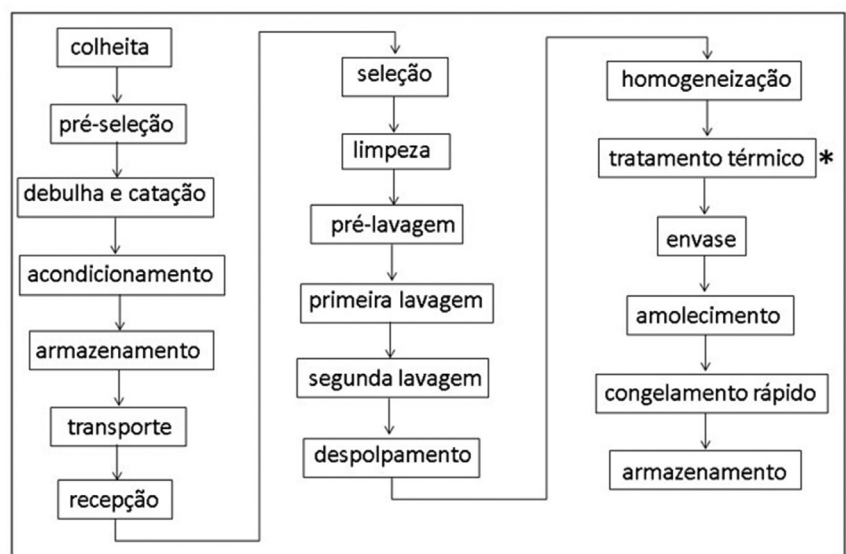 colheita
pré-seleção
debulha e catação
acondicionamento
armazenamento
transporte
recepção
seleção
limpeza
pré-lavagem
primeira lavagem
segunda lavagem
despolpamento
homogeneização
tratamento térmico *
envase
amolecimento
congelamento rápido
armazenamento